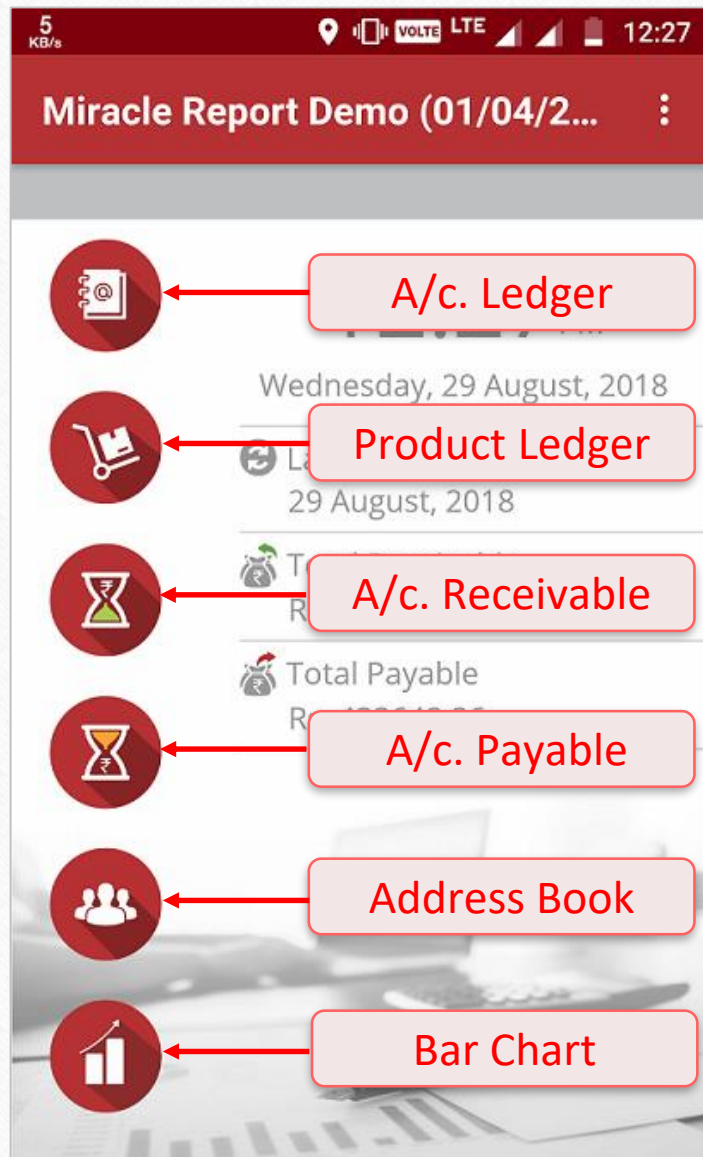 5
KB/s
VOLTE LTE 12:27
Miracle Report Demo (01/04/2...
A/c. Ledger
Wednesday, 29 August, 2018
Product Ledger
29 August, 2018
A/c. Receivable
Total Payable
A/c. Payable
Address Book
Bar Chart